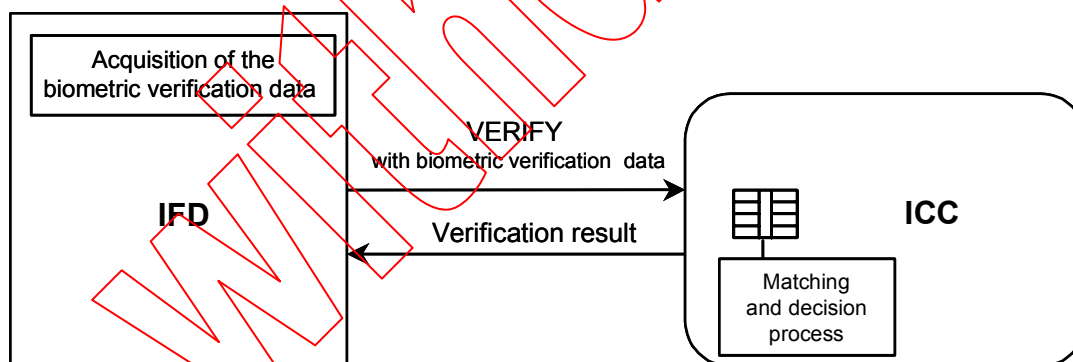 Acquisition of the
biometric verification data
VERIFY
with biometric verification data
IFD
ICC
Verification result
Matching
and decision
process